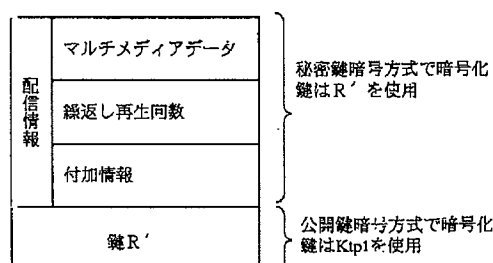 配信情報
マルチメディアデータ
繰返し再生回数
付加情報
鍵R´
秘密鍵暗号方式で暗号化
鍵はR´を使用
公開鍵暗号方式で暗号化
鍵はKtp1を使用